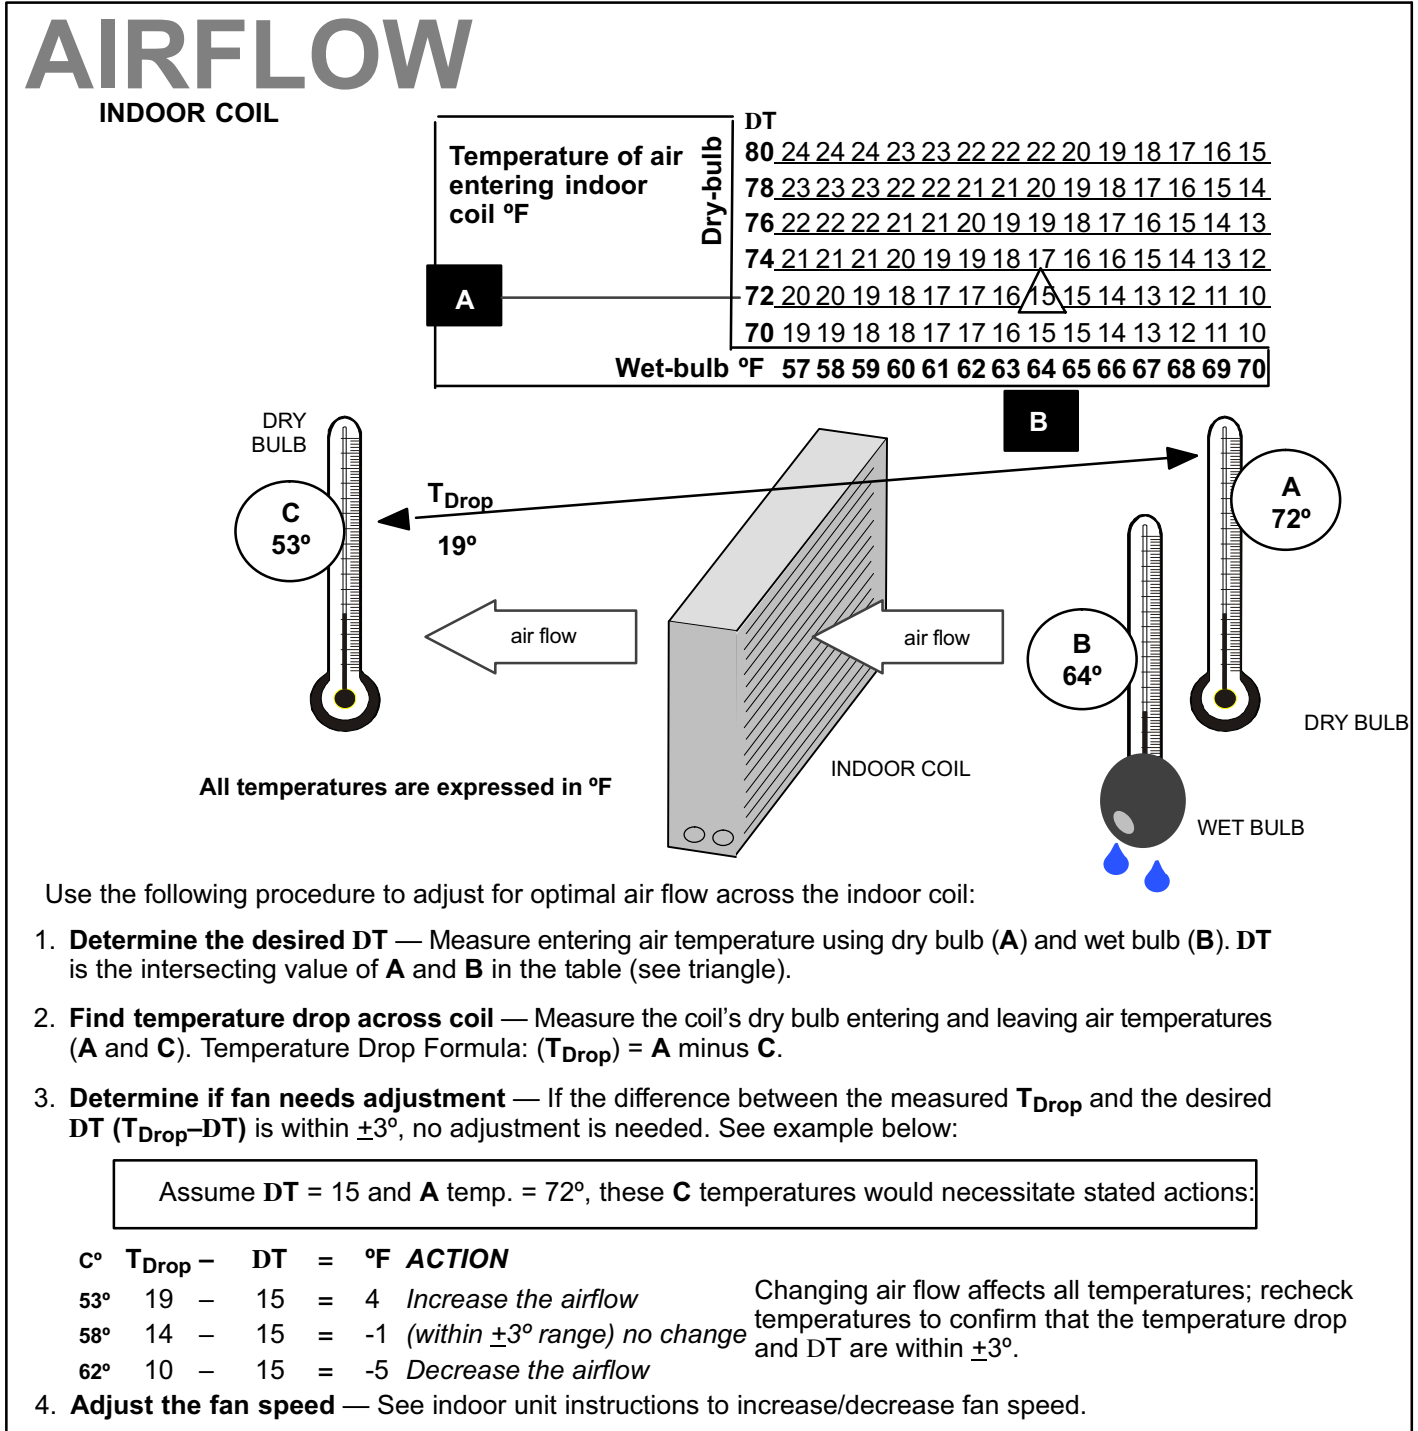 AIRFLOW
INDOOR COIL
Temperature of air
entering indoor
coil ºF
Dry-bulb
DT
80 24 24 24 23 23 22 22 22 20 19 18 17 16 15
78 23 23 23 22 22 21 21 20 19 18 17 16 15 14
76 22 22 22 21 21 20 19 19 18 17 16 15 14 13
74 21 21 21 20 19 19 18 17 16 16 15 14 13 12
A
72 20 20 19 18 17 17 16 15 15 14 13 12 11 10
70 19 19 18 18 17 17 16 15 15 14 13 12 11 10
Wet-bulb ºF 57 58 59 60 61 62 63 64 65 66 67 68 69 70
B
DRY
BULB
C
53º
TDrop
19º
A
72º
B
64º
air flow
air flow
DRY BULB
INDOOR COIL
All temperatures are expressed in ºF
WET BULB
Use the following procedure to adjust for optimal air flow across the indoor coil:
1. Determine the desired DT — Measure entering air temperature using dry bulb (A) and wet bulb (B). DT
is the intersecting value of A and B in the table (see triangle).
2. Find temperature drop across coil — Measure the coil's dry bulb entering and leaving air temperatures
(A and C). Temperature Drop Formula: (TDrop) = A minus C.
3. Determine if fan needs adjustment — If the difference between the measured TDrop and the desired
DT (TDrop–DT) is within ±3º, no adjustment is needed. See example below:
Assume DT = 15 and A temp. = 72º, these C temperatures would necessitate stated actions:
Cº TDrop – DT = ºF ACTION
53º 19 – 15 = 4 Increase the airflow
58º 14 – 15 = -1 (within ±3º range) no change
62º 10 – 15 = -5 Decrease the airflow
Changing air flow affects all temperatures; recheck
temperatures to confirm that the temperature drop
and DT are within ±3º.
4. Adjust the fan speed — See indoor unit instructions to increase/decrease fan speed.